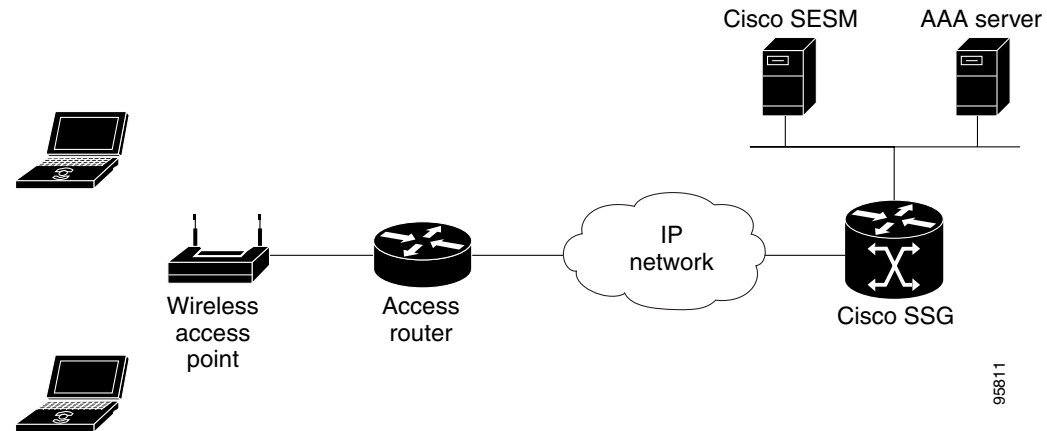 Cisco SESM
AAA server
IP
network
Wireless
access
point
Access
router
Cisco SSG
95811